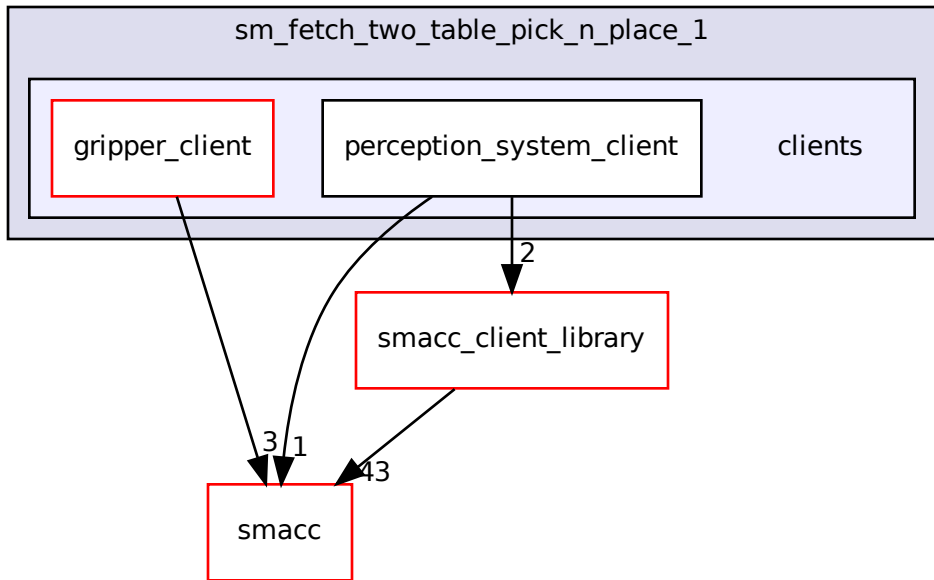 sm_fetch_two_table_pick_n_place_1
gripper_client
perception_system_client
clients
2
smacc_client_library
3
1
43
smacc